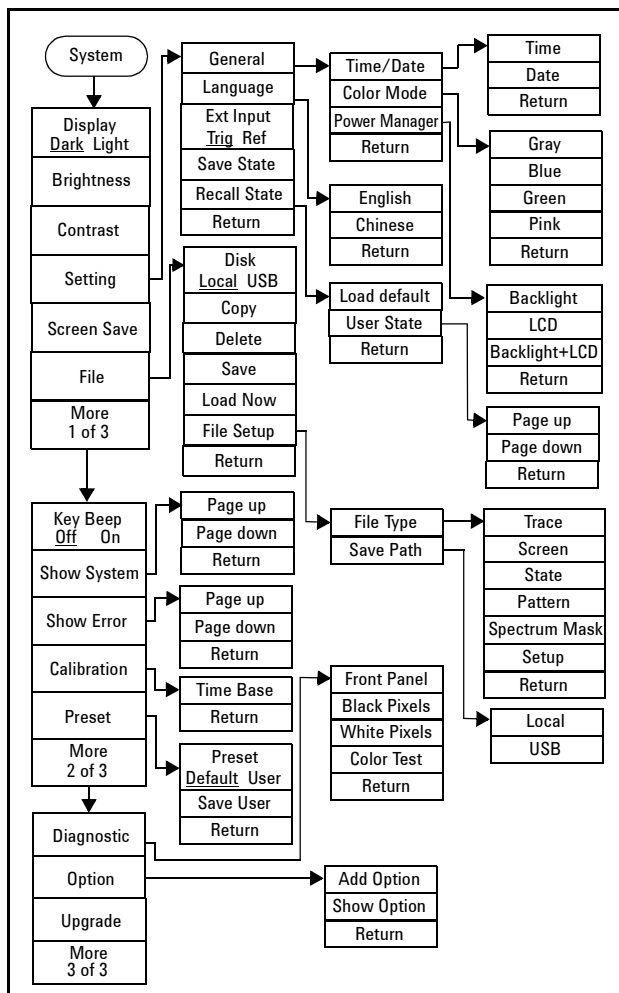 System
Display
Dark Light
Brightness
Contrast
Setting
Screen Save
File
More
1 of 3
Key Beep
Off On
Show System
Show Error
Calibration
Preset
More
2 of 3
Diagnostic
Option
Upgrade
More
3 of 3
General
Language
Ext Input
Trig Ref
Save State
Recall State
Return
Disk
Local USB
Copy
Delete
Save
Load Now
File Setup
Return
Page up
Page down
Return
Page up
Page down
Return
Time Base
Return
Preset
Default User
Save User
Return
Time/Date
Color Mode
Power Manager
Return
English
Chinese
Return
Load default
User State
Return
File Type
Save Path
Front Panel
Black Pixels
White Pixels
Color Test
Return
Add Option
Show Option
Return
Time
Date
Return
Gray
Blue
Green
Pink
Return
Backlight
LCD
Backlight+LCD
Return
Page up
Page down
Return
Trace
Screen
State
Pattern
Spectrum Mask
Setup
Return
Local
USB